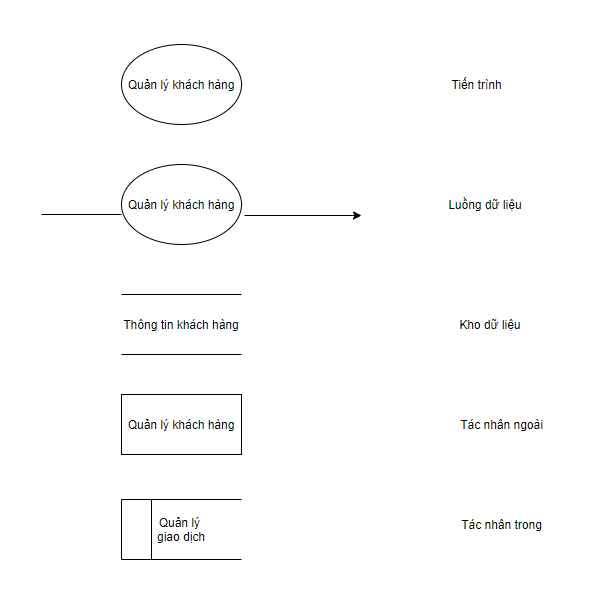 Quản lý khách hàng
Tiến trình
Quản lý khách hàng
Luồng dữ liệu
Thông tin khách hảng
Kho dữ liệu
Quản lý khách hàng
Tác nhân ngoài
Quản lý
giao dịch
Tác nhân trong